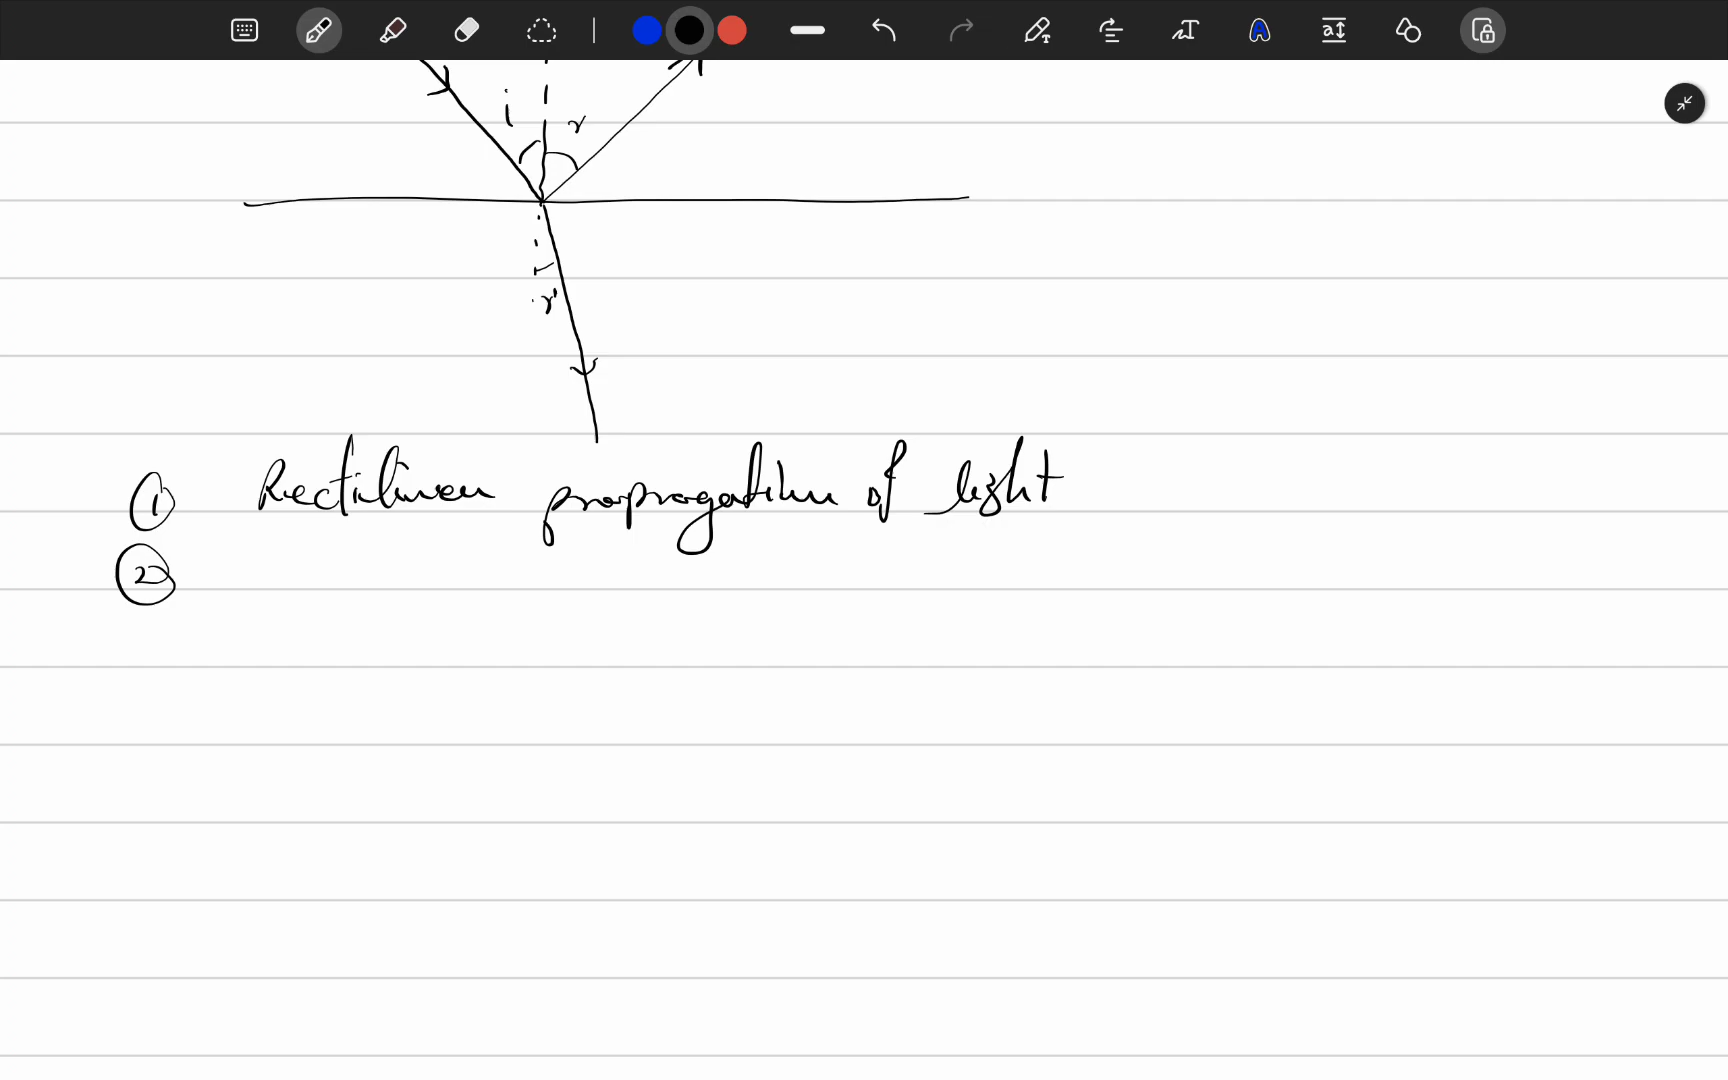 i r
r'
① Rectilinear propagation of light
②